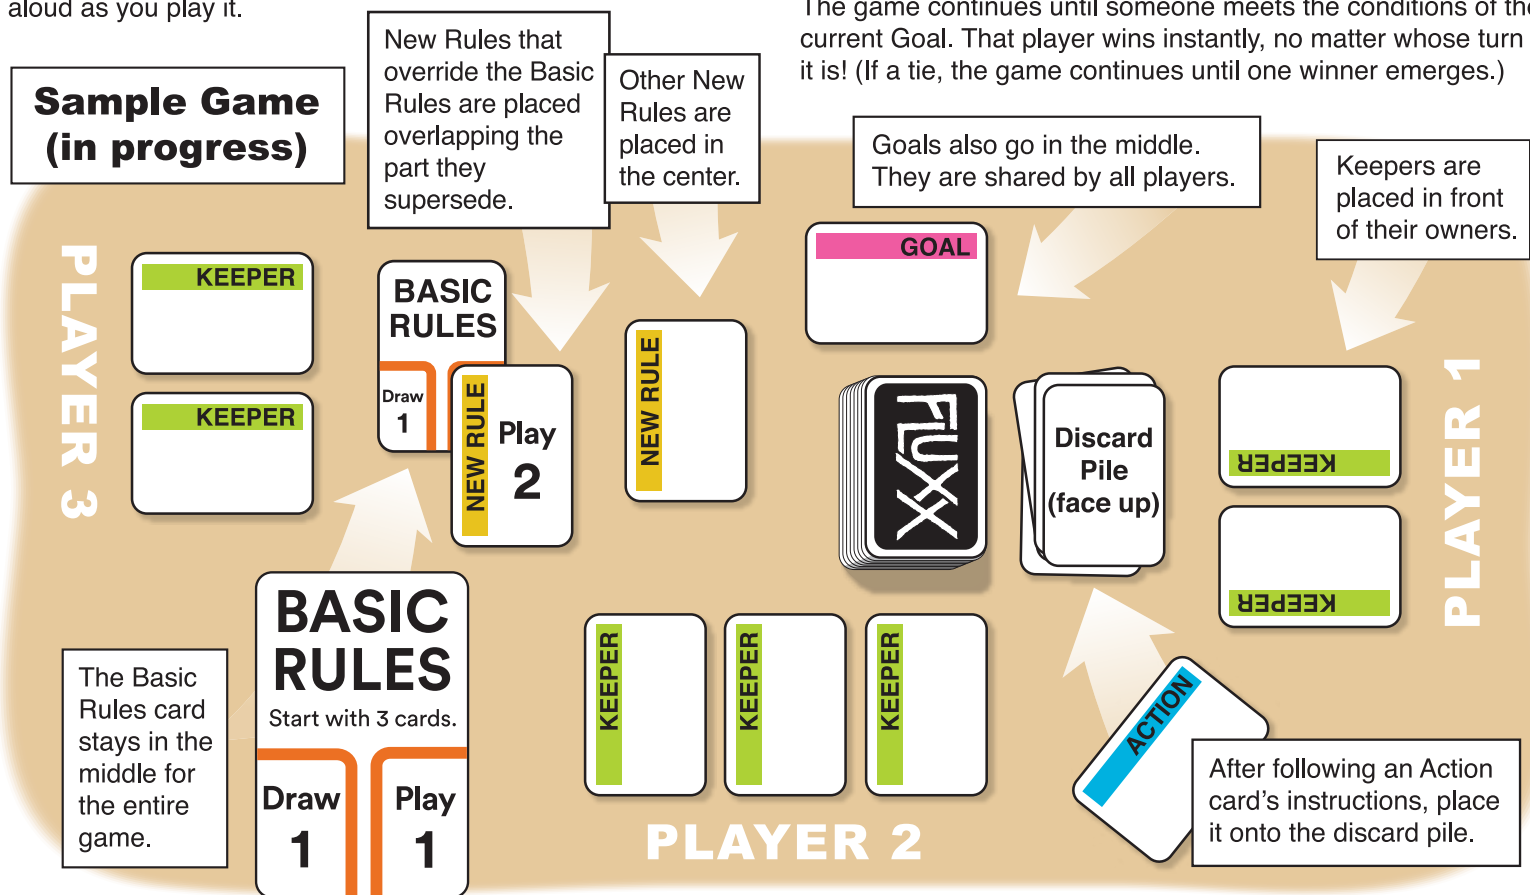 aloud as you play it.
The game continues until someone meets the conditions of the
current Goal. That player wins instantly, no matter whose turn
it is! (If a tie, the game continues until one winner emerges.)
Sample Game
(in progress)
New Rules that
override the Basic
Rules are placed
overlapping the
part they
supersede.
Other New
Rules are
placed in
the center.
Goals also go in the middle.
They are shared by all players.
Keepers are
placed in front
of their owners.
PLAYER 3
KEEPER
KEEPER
BASIC
RULES
Draw
1
NEW RULE
Play
2
NEW RULE
GOAL
FLUXX
Discard
Pile
(face up)
KEEPER
KEEPER
PLAYER 1
The Basic
Rules card
stays in the
middle for
the entire
game.
BASIC
RULES
Start with 3 cards.
Draw
1
Play
1
KEEPER
KEEPER
KEEPER
PLAYER 2
ACTION
After following an Action
card's instructions, place
it onto the discard pile.